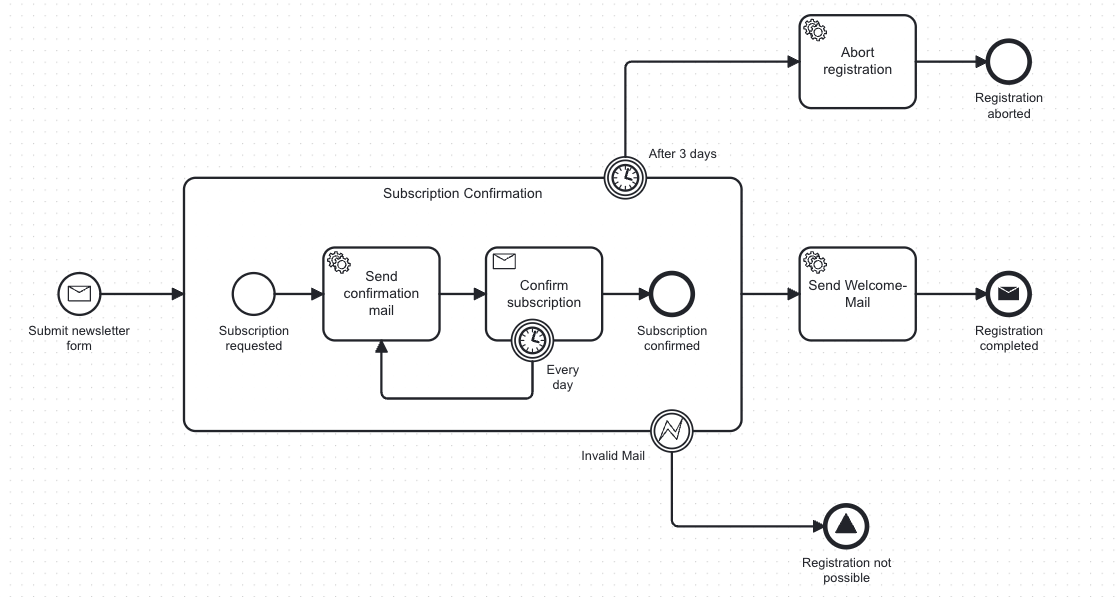 Abort
registration
Registration
aborted
After 3 days
Subscription Confirmation
Submit newsletter
form
Subscription
requested
Send
confirmation
mail
Confirm
subscription
Every
day
Subscription
confirmed
Send Welcome-
Mail
Registration
completed
Invalid Mail
Registration not
possible